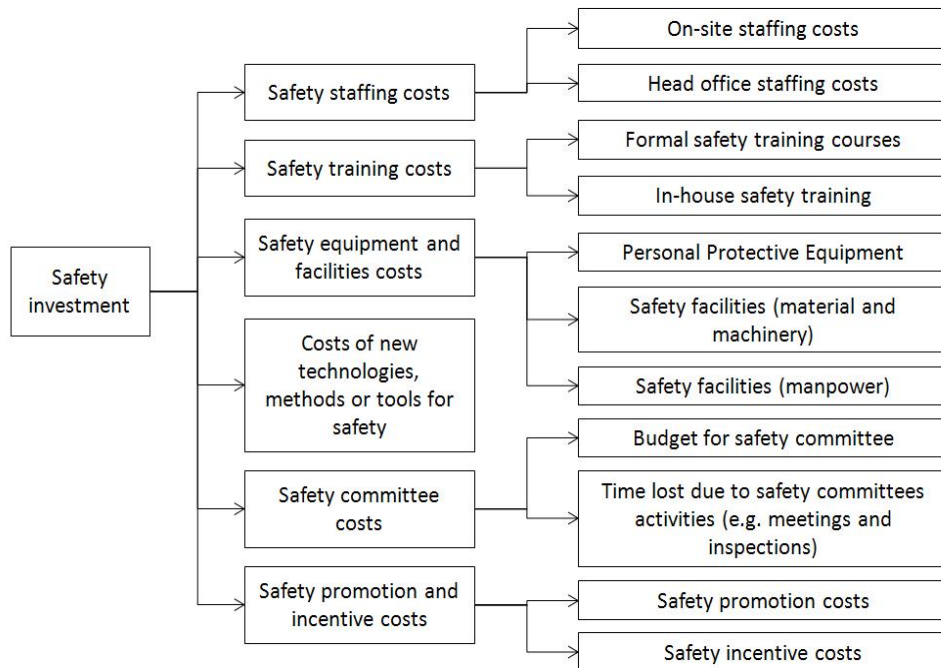 Safety
investment
Safety staffing costs
Safety training costs
Safety equipment and
facilities costs
Costs of new
technologies,
methods or tools for
safety
Safety committee
costs
Safety promotion and
incentive costs
On-site staffing costs
Head office staffing costs
Formal safety training courses
In-house safety training
Personal Protective Equipment
Safety facilities (material and
machinery)
Safety facilities (manpower)
Budget for safety committee
Time lost due to safety committees
activities (e.g. meetings and
inspections)
Safety promotion costs
Safety incentive costs